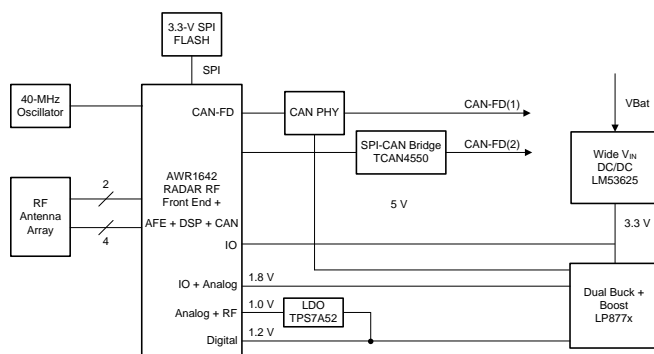 3.3-V SPI
FLASH
SPI
40-MHz
Oscillator
CAN-FD
CAN PHY
CAN-FD(1)
VBat
SPI-CAN Bridge
TCAN4550
CAN-FD(2)
Wide VIN
DC/DC
LM53625
AWR1642
RADAR RF
Front End +
AFE + DSP + CAN
RF
Antenna
Array
2
4
5 V
3.3 V
IO
IO + Analog
1.8 V
Analog + RF
1.0 V
LDO
TPS7A52
Digital
1.2 V
Dual Buck +
Boost
LP877x